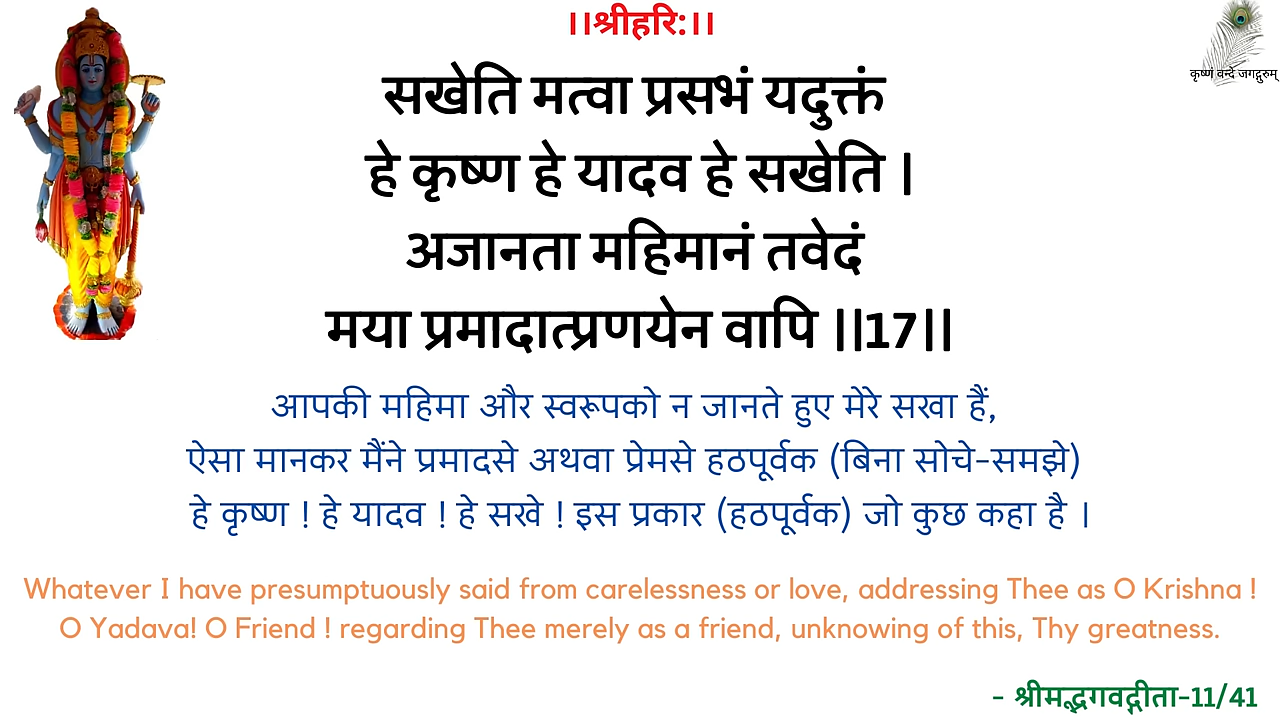 ।।श्रीहरि:।।
कृष्णं वन्दे जगद्गुरुम्
सखेति मत्वा प्रसभं यदुक्तं
हे कृष्ण हे यादव हे सखेति |
अजानता महिमानं तवेदं
मया प्रमादात्प्रणयेन वापि ||17||
आपकी महिमा और स्वरूपको न जानते हुए मेरे सखा हैं,
ऐसा मानकर मैंने प्रमादसे अथवा प्रेमसे हठपूर्वक (बिना सोचे-समझे)
हे कृष्ण ! हे यादव ! हे सखे ! इस प्रकार (हठपूर्वक) जो कुछ कहा है ।
Whatever I have presumptuously said from carelessness or love, addressing Thee as O Krishna !
O Yadava! O Friend ! regarding Thee merely as a friend, unknowing of this, Thy greatness.
- श्रीमद्भगवद्गीता-11/41